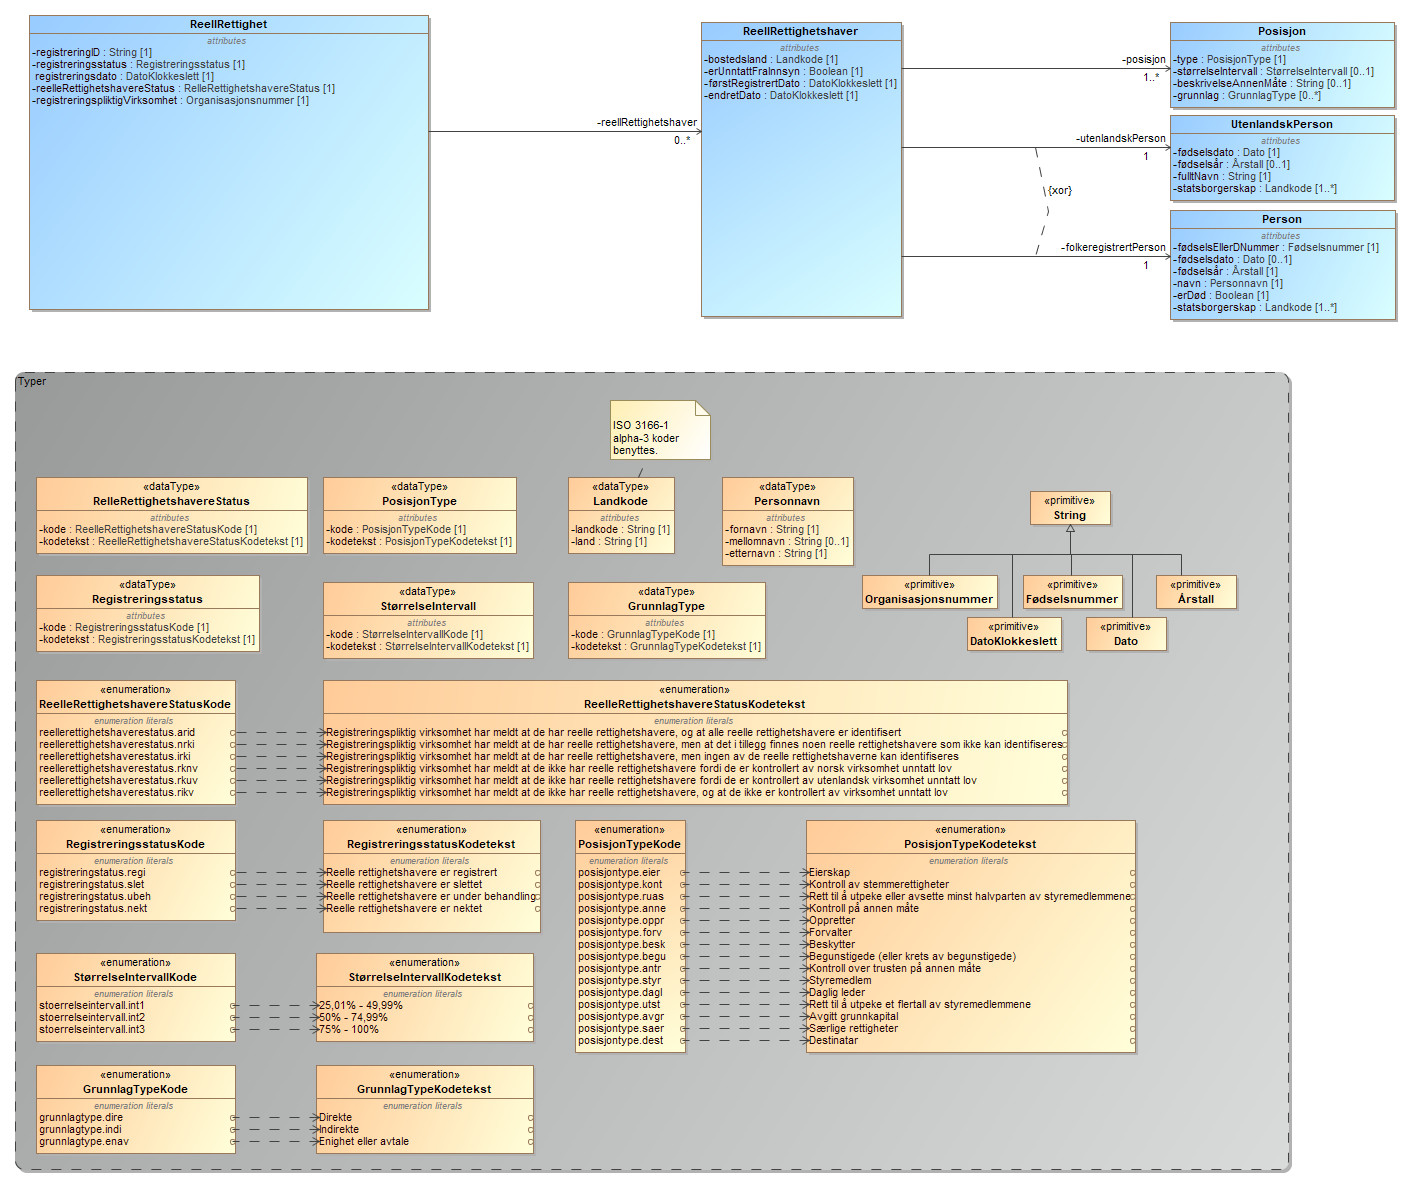 ReellRettighet
attributes
-registreringID : String [1]
-registreringsstatus : Registreringsstatus [1]
registreringsdato : DatoKlokkeslett [1]
-reelleRettighetshavereStatus : RelleRettighetshavereStatus [1]
-registreringspliktigVirksomhet : Organisasjonsnummer [1]
-reellRettighetshaver
0..*
ReellRettighetshaver
attributes
-bostedsland : Landkode [1]
-erUnntattFraInnsyn : Boolean [1]
-førstRegistrertDato : DatoKlokkeslett [1]
-endretDato : DatoKlokkeslett [1]
-posisjon
1..*
-utenlandskPerson
1
{xor}
-folkeregistrertPerson
1
Posisjon
attributes
-type : PosisjonType [1]
-størrelseIntervall : StørrelseIntervall [0..1]
-beskrivelseAnnenMåte : String [0..1]
-grunnlag : GrunnlagType [0..*]
UtenlandskPerson
attributes
-fødselsdato : Dato [1]
-fødselsår : Årstall [0..1]
-fulltNavn : String [1]
-statsborgerskap : Landkode [1..*]
Person
attributes
-fødselsEllerDNummer : Fødselsnummer [1]
-fødselsdato : Dato [0..1]
-fødselsår : Årstall [1]
-navn : Personnavn [1]
-erDød : Boolean [1]
-statsborgerskap : Landkode [1..*]
Typer
ISO 3166-1
alpha-3 koder
benyttes.
«dataType»
RelleRettighetshavereStatus
attributes
-kode : ReelleRettighetshavereStatusKode [1]
-kodetekst : ReelleRettighetshavereStatusKodetekst [1]
«dataType»
PosisjonType
attributes
-kode : PosisjonTypeKode [1]
-kodetekst : PosisjonTypeKodetekst [1]
«dataType»
Landkode
attributes
-landkode : String [1]
-land : String [1]
«dataType»
Personnavn
attributes
-fornavn : String [1]
-mellomnavn : String [0..1]
-etternavn : String [1]
«primitive»
String
«dataType»
Registreringsstatus
attributes
-kode : RegistreringsstatusKode [1]
-kodetekst : RegistreringsstatusKodetekst [1]
«dataType»
StørrelseIntervall
attributes
-kode : StørrelseIntervallKode [1]
-kodetekst : StørrelseIntervallKodetekst [1]
«dataType»
GrunnlagType
attributes
-kode : GrunnlagTypeKode [1]
-kodetekst : GrunnlagTypeKodetekst [1]
«primitive»
Organisasjonsnummer
«primitive»
Fødselsnummer
«primitive»
Årstall
«primitive»
DatoKlokkeslett
«primitive»
Dato
«enumeration»
ReelleRettighetshavereStatusKode
enumeration literals
reellerettighetshaverestatus.arid
reellerettighetshaverestatus.nrki
reellerettighetshaverestatus.irki
reellerettighetshaverestatus.rknv
reellerettighetshaverestatus.rkuv
reellerettighetshaverestatus.rikv
«enumeration»
ReelleRettighetshavereStatusKodetekst
enumeration literals
Registreringspliktig virksomhet har meldt at de har reelle rettighetshavere, og at alle reelle rettighetshavere er identifisert
Registreringspliktig virksomhet har meldt at de har reelle rettighetshavere, men at det i tillegg finnes noen reelle rettighetshavere som ikke kan identifiseres
Registreringspliktig virksomhet har meldt at de har reelle rettighetshavere, men ingen av de reelle rettighetshaverne kan identifiseres
Registreringspliktig virksomhet har meldt at de ikke har reelle rettighetshavere fordi de er kontrollert av norsk virksomhet unntatt lov
Registreringspliktig virksomhet har meldt at de ikke har reelle rettighetshavere fordi de er kontrollert av utenlandsk virksomhet unntatt lov
Registreringspliktig virksomhet har meldt at de ikke har reelle rettighetshavere, og at de ikke er kontrollert av virksomhet unntatt lov
«enumeration»
RegistreringsstatusKode
enumeration literals
registreringstatus.regi
registreringstatus.slet
registreringstatus.ubeh
registreringstatus.nekt
«enumeration»
RegistreringsstatusKodetekst
enumeration literals
Reelle rettighetshavere er registrert
Reelle rettighetshavere er slettet
Reelle rettighetshavere er under behandling
Reelle rettighetshavere er nektet
«enumeration»
PosisjonTypeKode
enumeration literals
posisjontype.eier
posisjontype.kont
posisjontype.ruas
posisjontype.anne
posisjontype.oppr
posisjontype.forv
posisjontype.besk
posisjontype.begu
posisjontype.antr
posisjontype.styr
posisjontype.dagl
posisjontype.utst
posisjontype.avgr
posisjontype.saer
posisjontype.dest
«enumeration»
PosisjonTypeKodetekst
enumeration literals
Eierskap
Kontroll av stemmerettigheter
Rett til å utpeke eller avsette minst halvparten av styremedlemmene
Kontroll på annen måte
Oppretter
Forvalter
Beskytter
Begunstigede (eller krets av begunstigede)
Kontroll over trusten på annen måte
Styremedlem
Daglig leder
Rett til å utpeke et flertall av styremedlemmene
Avgitt grunnkapital
Særlige rettigheter
Destinatar
«enumeration»
StørrelseIntervallKode
enumeration literals
stoerrelseintervall.int1
stoerrelseintervall.int2
stoerrelseintervall.int3
«enumeration»
StørrelseIntervallKodetekst
enumeration literals
25,01% - 49,99%
50% - 74,99%
75% - 100%
«enumeration»
GrunnlagTypeKode
enumeration literals
grunnlagtype.dire
grunnlagtype.indi
grunnlagtype.enav
«enumeration»
GrunnlagTypeKodetekst
enumeration literals
Direkte
Indirekte
Enighet eller avtale